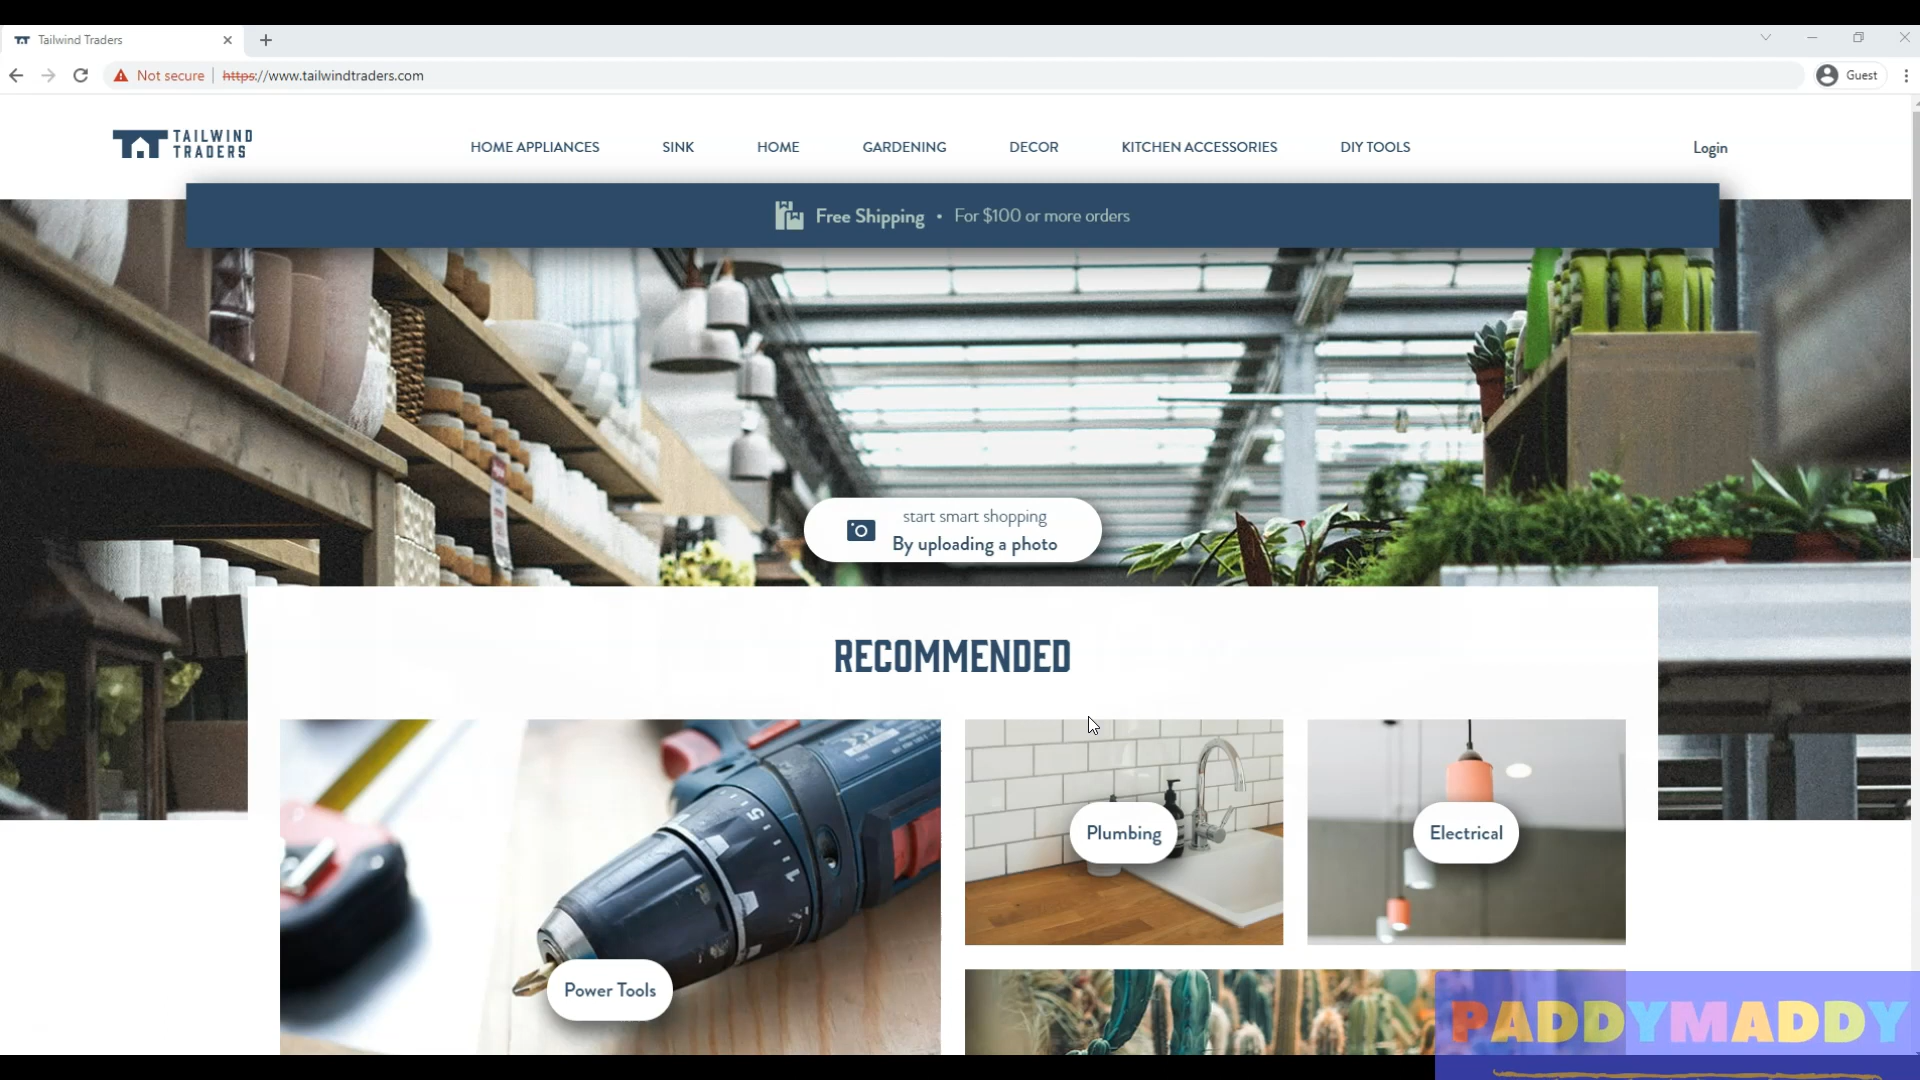 Tailwind Traders
Not secure
https://www.tailwindtraders.com
Guest
TAILWIND
TRADERS
HOME APPLIANCES
SINK
HOME
GARDENING
DECOR
KITCHEN ACCESSORIES
DIY TOOLS
Login
Free Shipping • For $100 or more orders
start smart shopping
By uploading a photo
RECOMMENDED
Plumbing
Electrical
Power Tools
PADDYMADDY